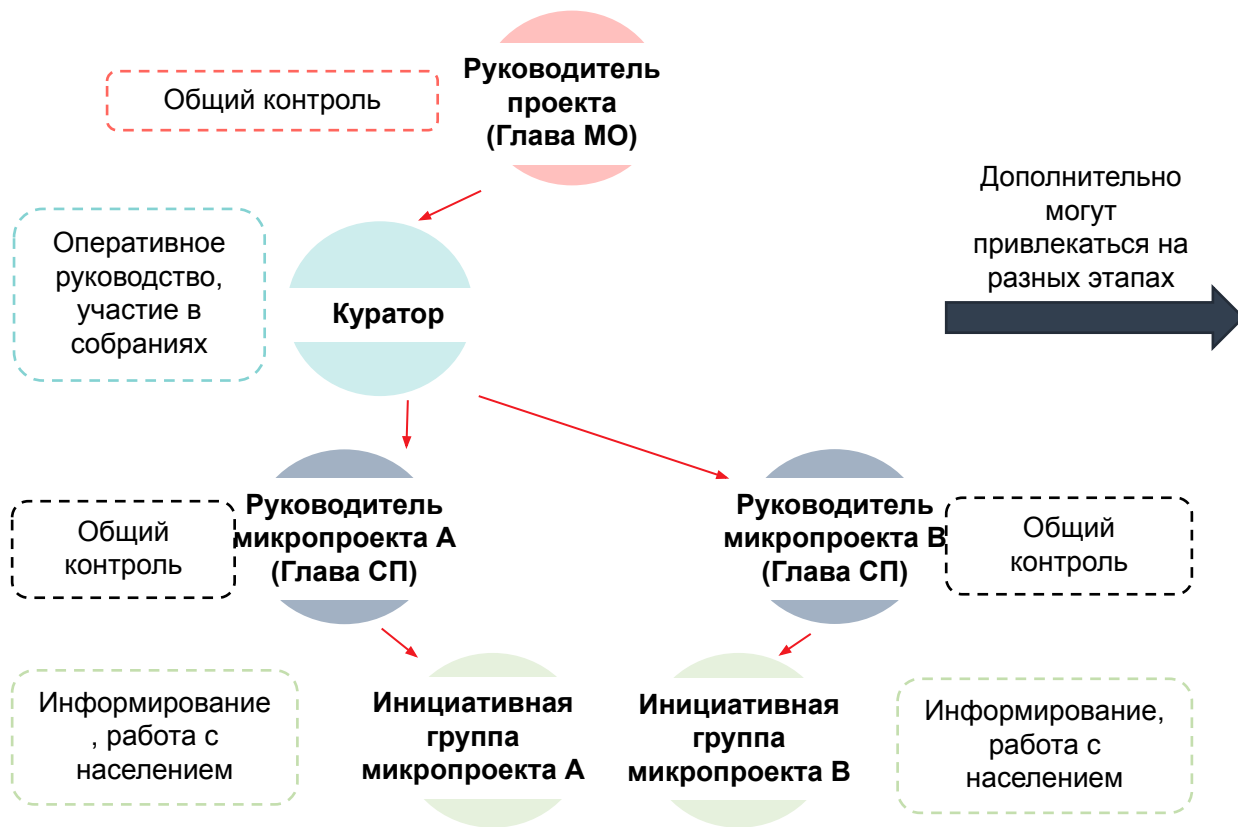 Руководитель
проекта
(Глава МО)
Общий контроль
Дополнительно
могут
привлекаться на
разных этапах
Оперативное
руководство,
участие в
собраниях
Куратор
Руководитель
микропроекта А
(Глава СП)
Общий
контроль
Руководитель
микропроекта В
(Глава СП)
Общий
контроль
Информирование
, работа с
населением
Инициативная
группа
микропроекта А
Инициативная
группа
микропроекта В
Информирование,
работа с
населением